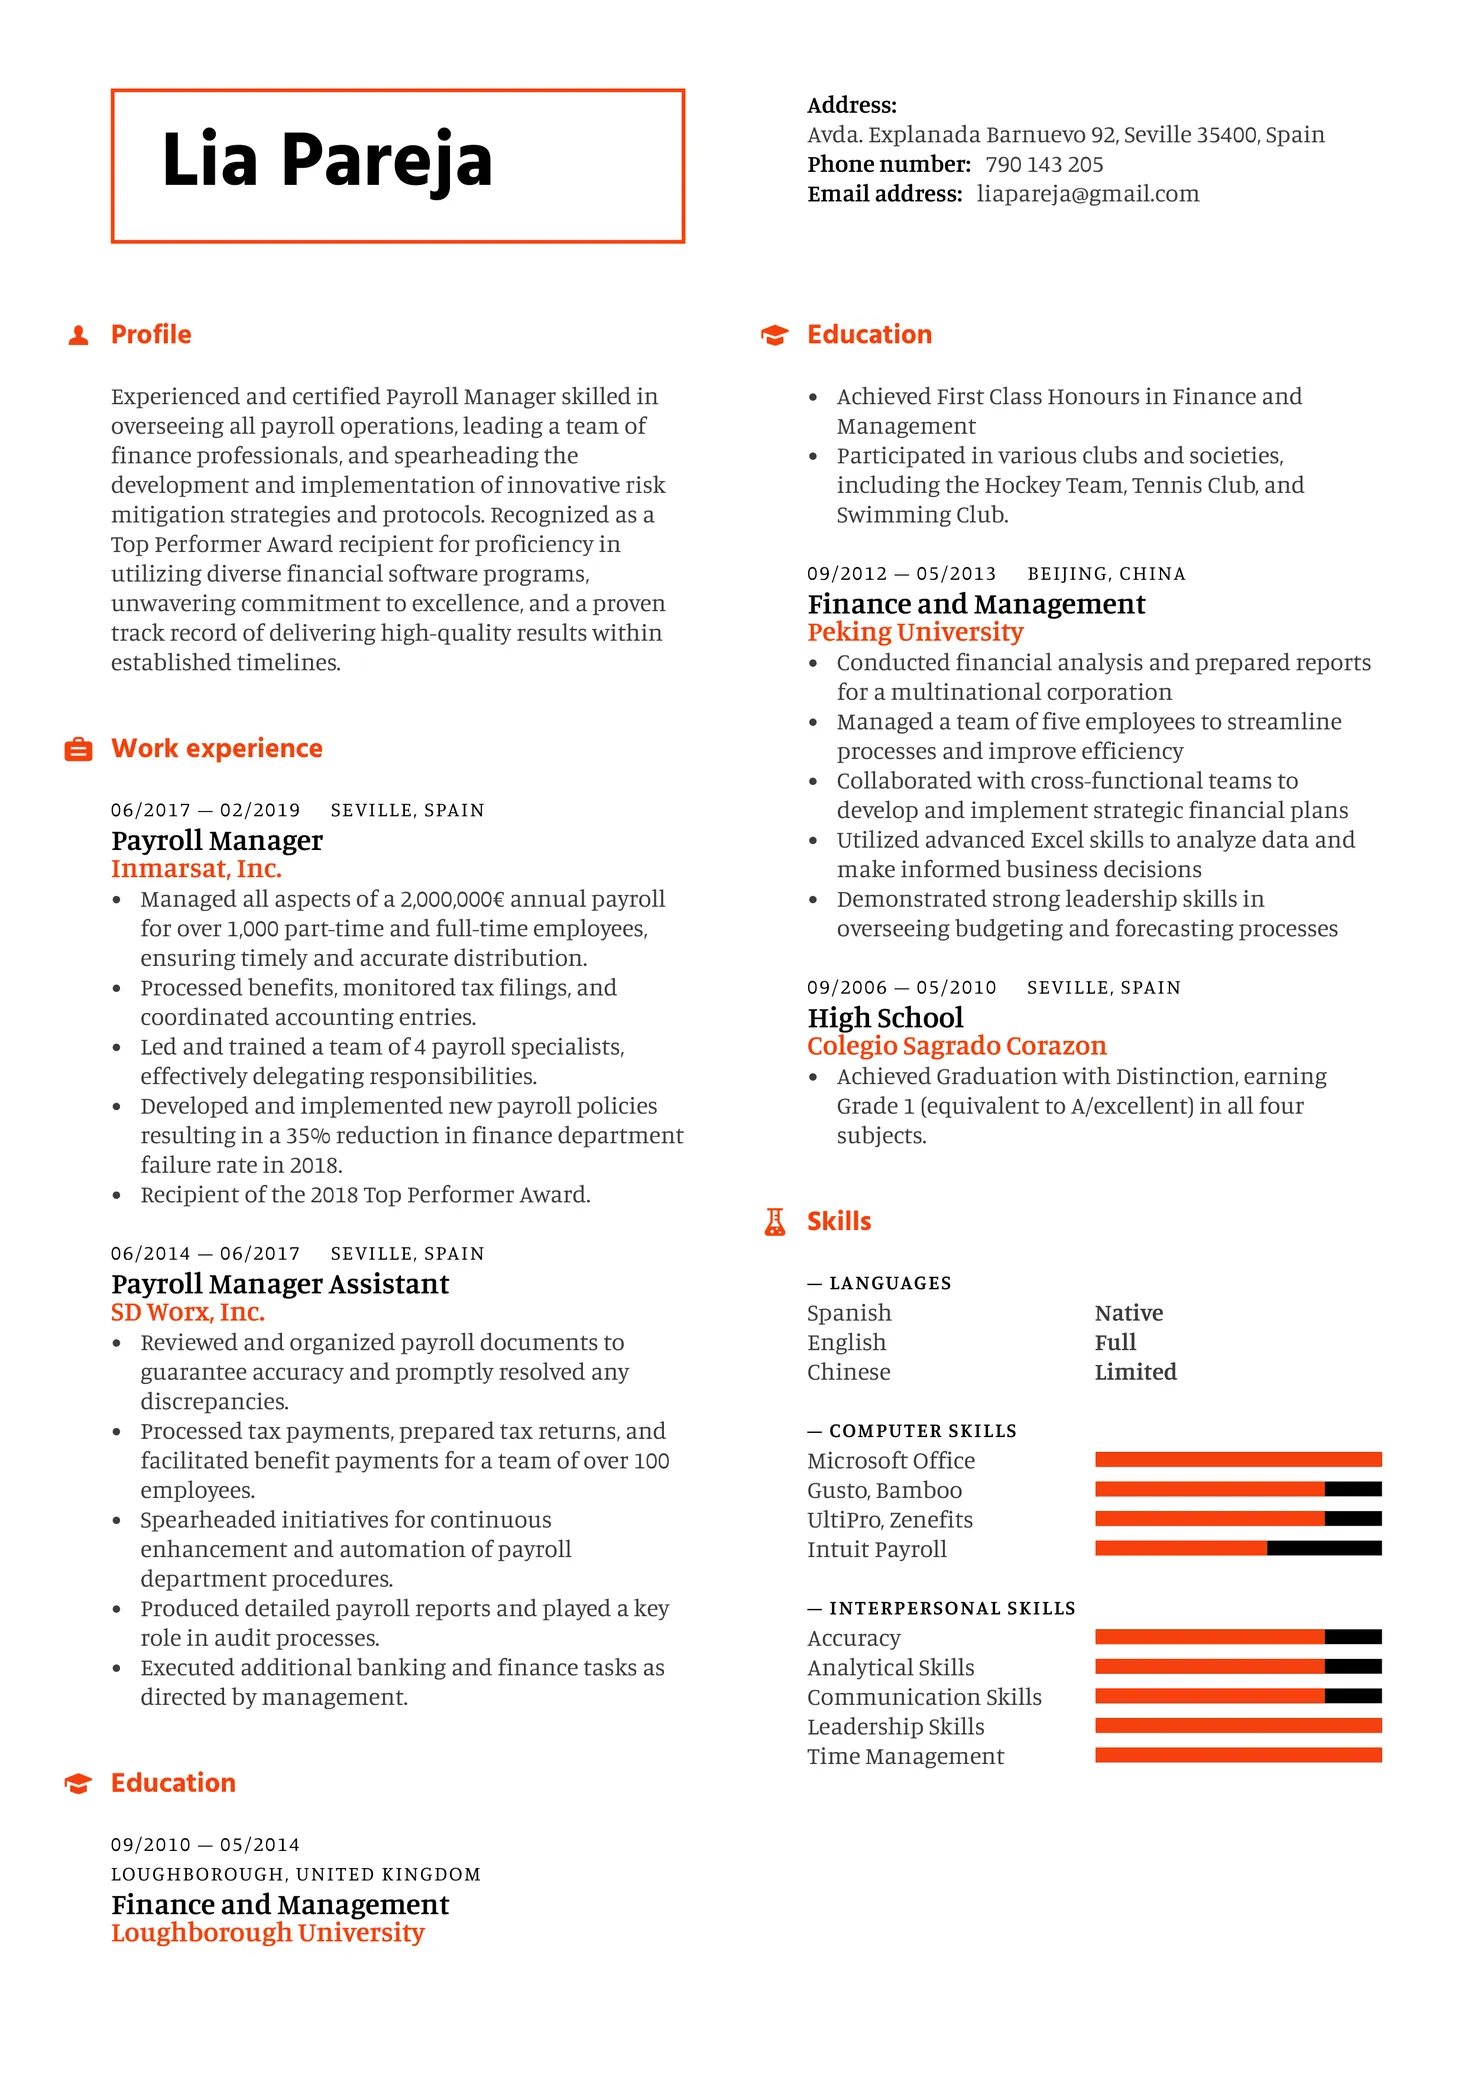 Lia Pareja
Address:
Avda. Explanada Barnuevo 92, Seville 35400, Spain
Phone number: 790 143 205
Email address: liapareja@gmail.com
Profile
Experienced and certified Payroll Manager skilled in
overseeing all payroll operations, leading a team of
finance professionals, and spearheading the
development and implementation of innovative risk
mitigation strategies and protocols. Recognized as a
Top Performer Award recipient for proficiency in
utilizing diverse financial software programs,
unwavering commitment to excellence, and a proven
track record of delivering high-quality results within
established timelines.
Work experience
06/2017 — 02/2019 SEVILLE, SPAIN
Payroll Manager
Inmarsat, Inc.
• Managed all aspects of a 2,000,000€ annual payroll
for over 1,000 part-time and full-time employees,
ensuring timely and accurate distribution.
• Processed benefits, monitored tax filings, and
coordinated accounting entries.
• Led and trained a team of 4 payroll specialists,
effectively delegating responsibilities.
• Developed and implemented new payroll policies
resulting in a 35% reduction in finance department
failure rate in 2018.
• Recipient of the 2018 Top Performer Award.
06/2014 — 06/2017 SEVILLE, SPAIN
Payroll Manager Assistant
SD Worx, Inc.
• Reviewed and organized payroll documents to
guarantee accuracy and promptly resolved any
discrepancies.
• Processed tax payments, prepared tax returns, and
facilitated benefit payments for a team of over 100
employees.
• Spearheaded initiatives for continuous
enhancement and automation of payroll
department procedures.
• Produced detailed payroll reports and played a key
role in audit processes.
• Executed additional banking and finance tasks as
directed by management.
Education
09/2010 — 05/2014
LOUGHBOROUGH, UNITED KINGDOM
Finance and Management
Loughborough University
Education
• Achieved First Class Honours in Finance and
Management
• Participated in various clubs and societies,
including the Hockey Team, Tennis Club, and
Swimming Club.
09/2012 — 05/2013 BEIJING, CHINA
Finance and Management
Peking University
• Conducted financial analysis and prepared reports
for a multinational corporation
• Managed a team of five employees to streamline
processes and improve efficiency
• Collaborated with cross-functional teams to
develop and implement strategic financial plans
• Utilized advanced Excel skills to analyze data and
make informed business decisions
• Demonstrated strong leadership skills in
overseeing budgeting and forecasting processes
09/2006 — 05/2010 SEVILLE, SPAIN
High School
Colegio Sagrado Corazon
• Achieved Graduation with Distinction, earning
Grade 1 (equivalent to A/excellent) in all four
subjects.
Skills
— LANGUAGES
Spanish Native
English Full
Chinese Limited
— COMPUTER SKILLS
Microsoft Office
Gusto, Bamboo
UltiPro, Zenefits
Intuit Payroll
— INTERPERSONAL SKILLS
Accuracy
Analytical Skills
Communication Skills
Leadership Skills
Time Management